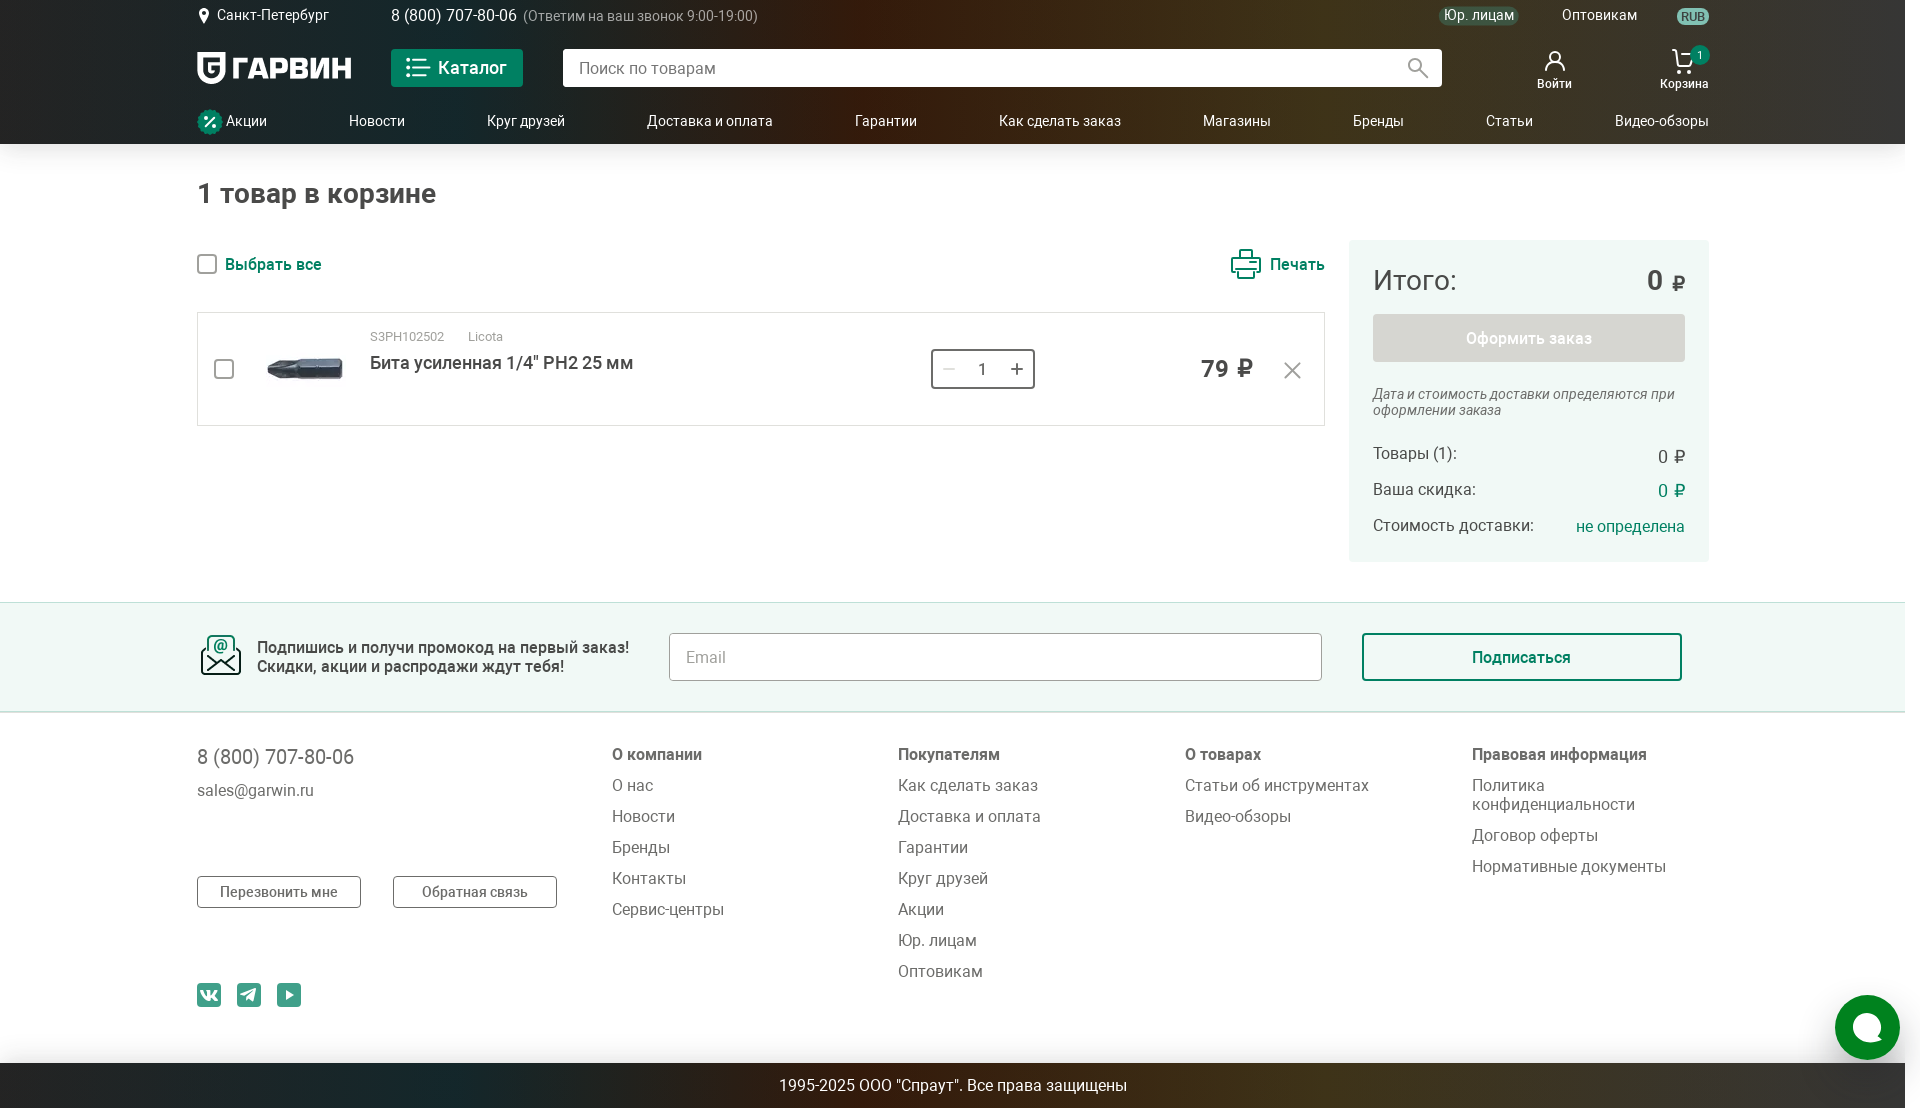 Санкт-Петербург
8 (800) 707-80-06 (Ответим на ваш звонок 9:00-19:00)
Юр. лицам
Оптовикам
RUB
ГАРВИН
Каталог
Поиск по товарам
Войти
1
Корзина
Акции
Новости
Круг друзей
Доставка и оплата
Гарантии
Как сделать заказ
Магазины
Бренды
Статьи
Видео-обзоры
1 товар в корзине
Выбрать все
Печать
S3PH102502 Licota
Бита усиленная 1/4" PH2 25 мм
1
79 ₽
Итого: 0 ₽
Оформить заказ
Дата и стоимость доставки определяются при
оформлении заказа
Товары (1): 0 ₽
Ваша скидка: 0 ₽
Стоимость доставки: не определена
Подпишись и получи промокод на первый заказ!
Скидки, акции и распродажи ждут тебя!
Email
Подписаться
8 (800) 707-80-06
sales@garwin.ru
Перезвонить мне
Обратная связь
О компании
О нас
Новости
Бренды
Контакты
Сервис-центры
Покупателям
Как сделать заказ
Доставка и оплата
Гарантии
Круг друзей
Акции
Юр. лицам
Оптовикам
О товарах
Статьи об инструментах
Видео-обзоры
Правовая информация
Политика
конфиденциальности
Договор оферты
Нормативные документы
1995-2025 ООО "Спраут". Все права защищены